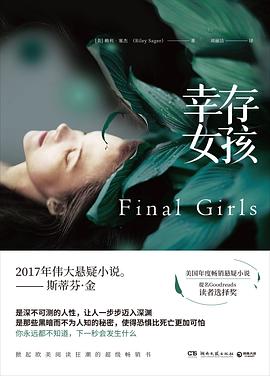 [美] 赖利·塞杰 (Riley Sager) 著
译
幸存
女孩
Final Girls
2017年伟大悬疑小说。
——斯蒂芬·金
美国年度畅销悬疑小说
提名Goodreads
读者选择奖
是深不可测的人性，让人一步步迈入深渊
是那些黑暗而不为人知的秘密，使得恐惧比死亡更加可怕
你永远都不知道，下一秒会发生什么
掀起欧美阅读狂潮的超级畅销书
湖南文艺出版社